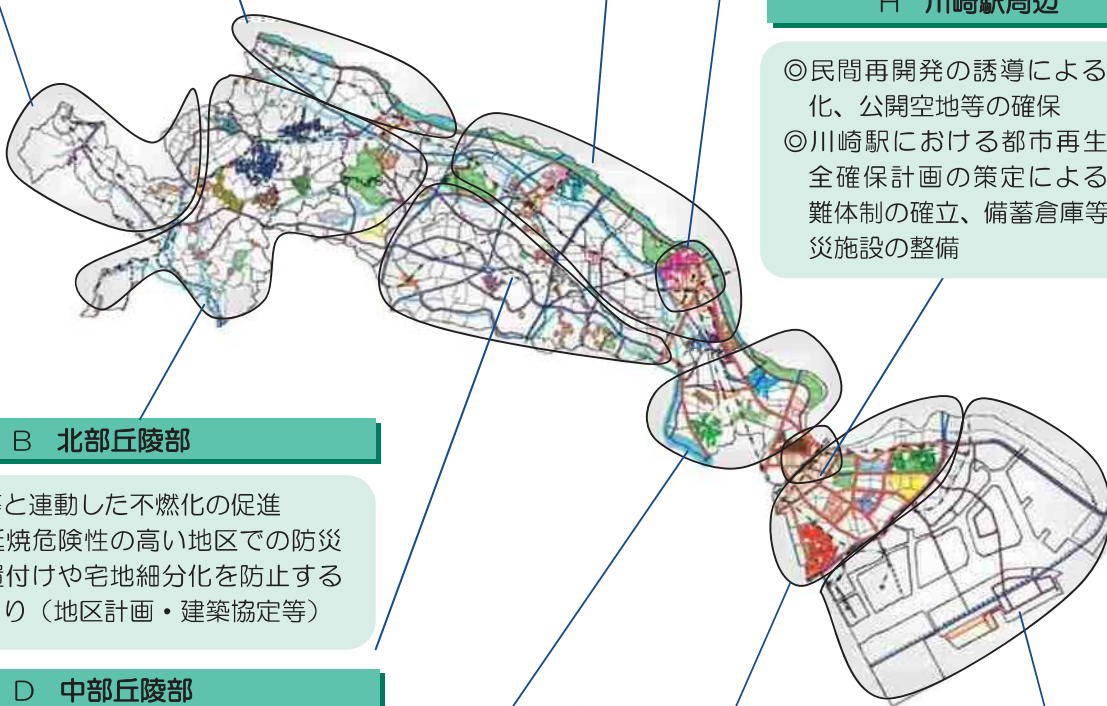 H 川崎駅周辺
◎民間再開発の誘導による
化、公開空地等の確保
◎川崎駅における都市再生
全確保計画の策定による
難体制の確立、備蓄倉庫等
災施設の整備
B 北部丘陵部
と連動した不燃化の促進
焼危険性の高い地区での防災
付けや宅地細分化を防止する
り（地区計画・建築協定等）
D 中部丘陵部